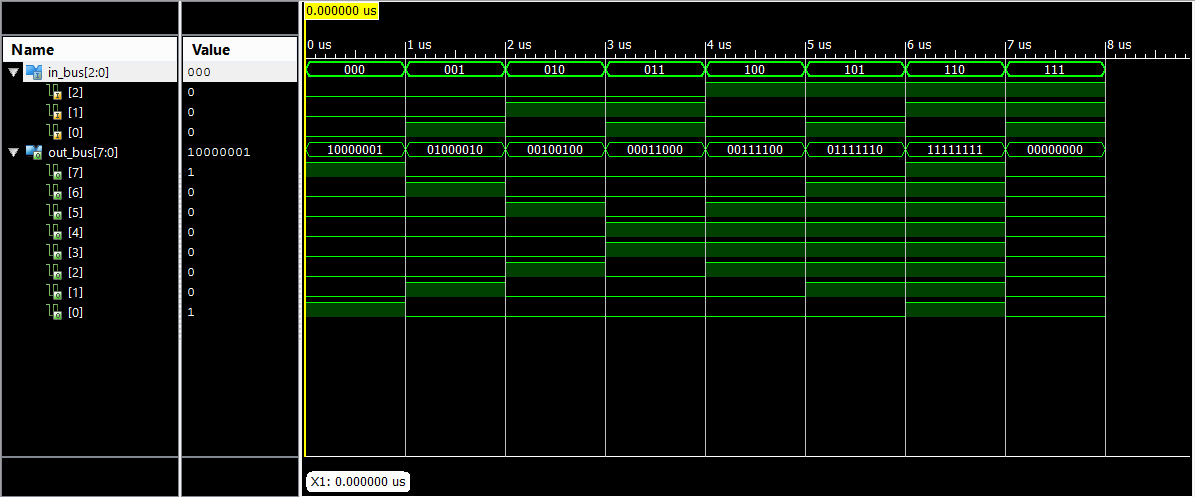 0.000000 us
Name Value
0 us 1 us 2 us 3 us 4 us 5 us 6 us 7 us 8 us
in_bus[2:0] 000 000 001 010 011 100 101 110 111
[2] 0
[1] 0
[0] 0
out_bus[7:0] 10000001 10000001 01000010 00100100 00011000 00111100 01111110 11111111 00000000
[7] 1
[6] 0
[5] 0
[4] 0
[3] 0
[2] 0
[1] 0
[0] 1
X1: 0.000000 us